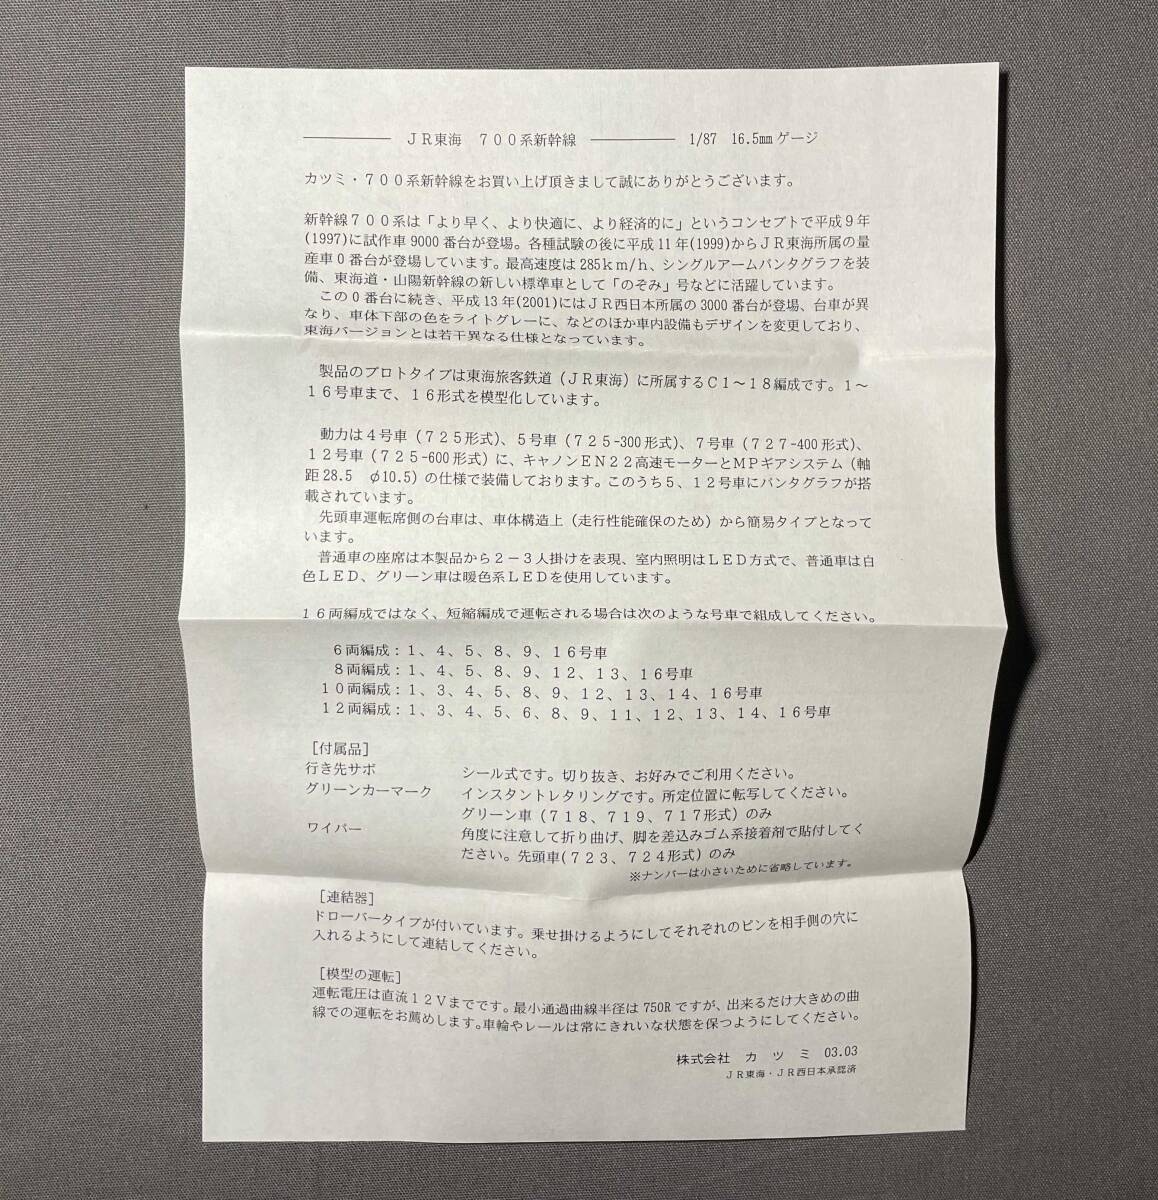 ＪＲ東海　７００系新幹線　1/87　16.5㎜ゲージ
カツミ・７００系新幹線をお買い上げ頂きまして誠にありがとうございます。
新幹線７００系は「より早く、より快適に、より経済的に」というコンセプトで平成９年
(1997)に試作車 9000 番台が登場。各種試験の後に平成 11 年(1999)からＪＲ東海所属の量
産車０番台が登場しています。最高速度は 285ｋｍ/ｈ、シングルアームパンタグラフを装
備、東海道・山陽新幹線の新しい標準車として「のぞみ」号などに活躍しています。
この０番台に続き、平成 13 年(2001)にはＪＲ西日本所属の 3000 番台が登場、台車が異
なり、車体下部の色をライトグレーに、などのほか車内設備もデザインを変更しており、
東海バージョンとは若干異なる仕様となっています。
製品のプロトタイプは東海旅客鉄道（ＪＲ東海）に所属するＣ１～１８編成です。１～
１６号車まで、１６形式を模型化しています。
動力は４号車（７２５形式）、５号車（７２５-300 形式）、７号車（７２７-400 形式）、
１２号車（７２５-600 形式）に、キャノンＥＮ２２高速モーターとＭＰギアシステム（軸
距 28.5　φ10.5）の仕様で装備しております。このうち５、１２号車にパンタグラフが搭
載されています。
先頭車運転席側の台車は、車体構造上（走行性能確保のため）から簡易タイプとなって
います。
普通車の座席は本製品から２－３人掛けを表現、室内照明はＬＥＤ方式で、普通車は白
色ＬＥＤ、グリーン車は暖色系ＬＥＤを使用しています。
１６両編成ではなく、短縮編成で運転される場合は次のような号車で組成してください。
６両編成：１、４、５、８、９、１６号車
８両編成：１、４、５、８、９、１２、１３、１６号車
１０両編成：１、３、４、５、８、９、１２、１３、１４、１６号車
１２両編成：１、３、４、５、６、８、９、１１、１２、１３、１４、１６号車
［付属品］
行き先サボ　シール式です。切り抜き、お好みでご利用ください。
グリーンカーマーク　インスタントレタリングです。所定位置に転写してください。
グリーン車（７１８、７１９、７１７形式）のみ
ワイパー　角度に注意して折り曲げ、脚を差込みゴム系接着剤で貼付してく
ださい。先頭車(７２３、７２４形式）のみ
※ナンバーは小さいために省略しています。
［連結器］
ドローバータイプが付いています。乗せ掛けるようにしてそれぞれのピンを相手側の穴に
入れるようにして連結してください。
［模型の運転］
運転電圧は直流１２Ｖまでです。最小通過曲線半径は 750R ですが、出来るだけ大きめの曲
線での運転をお薦めします。車輪やレールは常にきれいな状態を保つようにしてください。
株式会社　カ　ツ　ミ　03.03
ＪＲ東海・ＪＲ西日本承認済